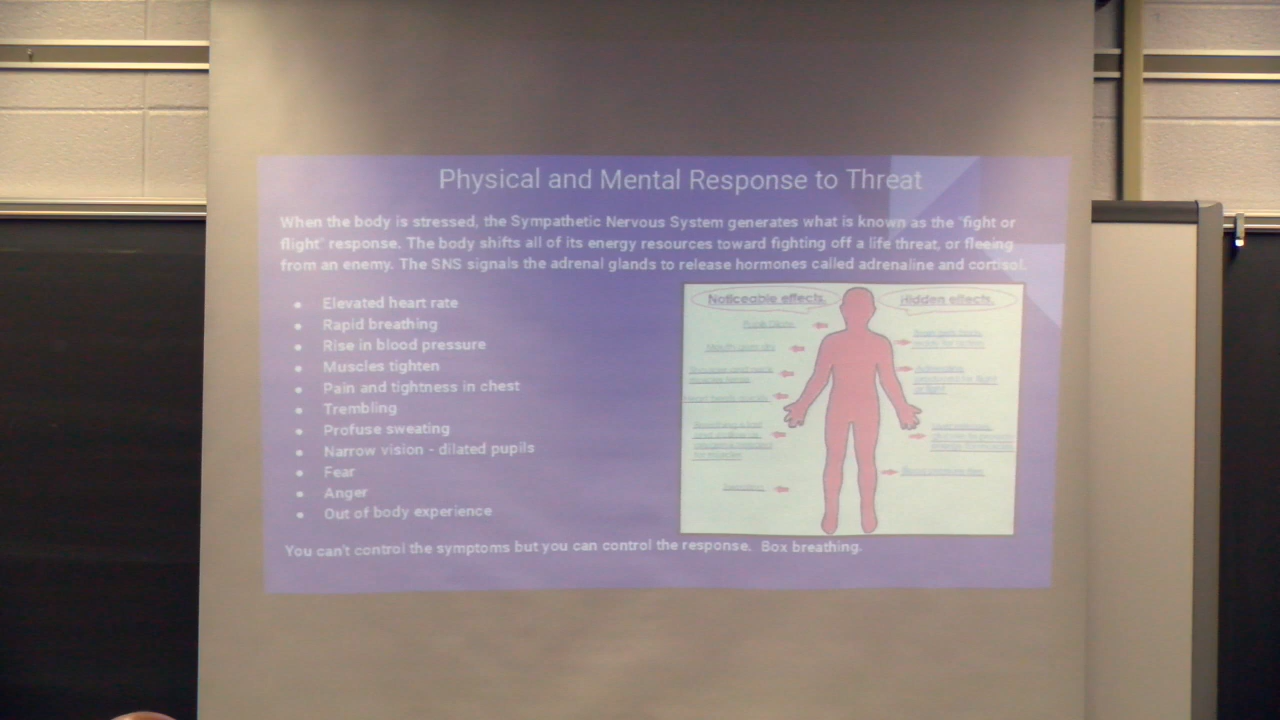 Physical and Mental Response to Threat
When the body is stressed, the Sympathetic Nervous System generates what is known as the "fight or
flight" response. The body shifts all of its energy resources toward fighting off a life threat, or fleeing
from an enemy. The SNS signals the adrenal glands to release hormones called adrenaline and cortisol.
• Elevated heart rate
• Rapid breathing
• Rise in blood pressure
• Muscles tighten
• Pain and tightness in chest
• Trembling
• Profuse sweating
• Narrow vision - dilated pupils
• Fear
• Anger
• Out of body experience
Noticeable effects.
Hidden effects.
You can't control the symptoms but you can control the response. Box breathing.